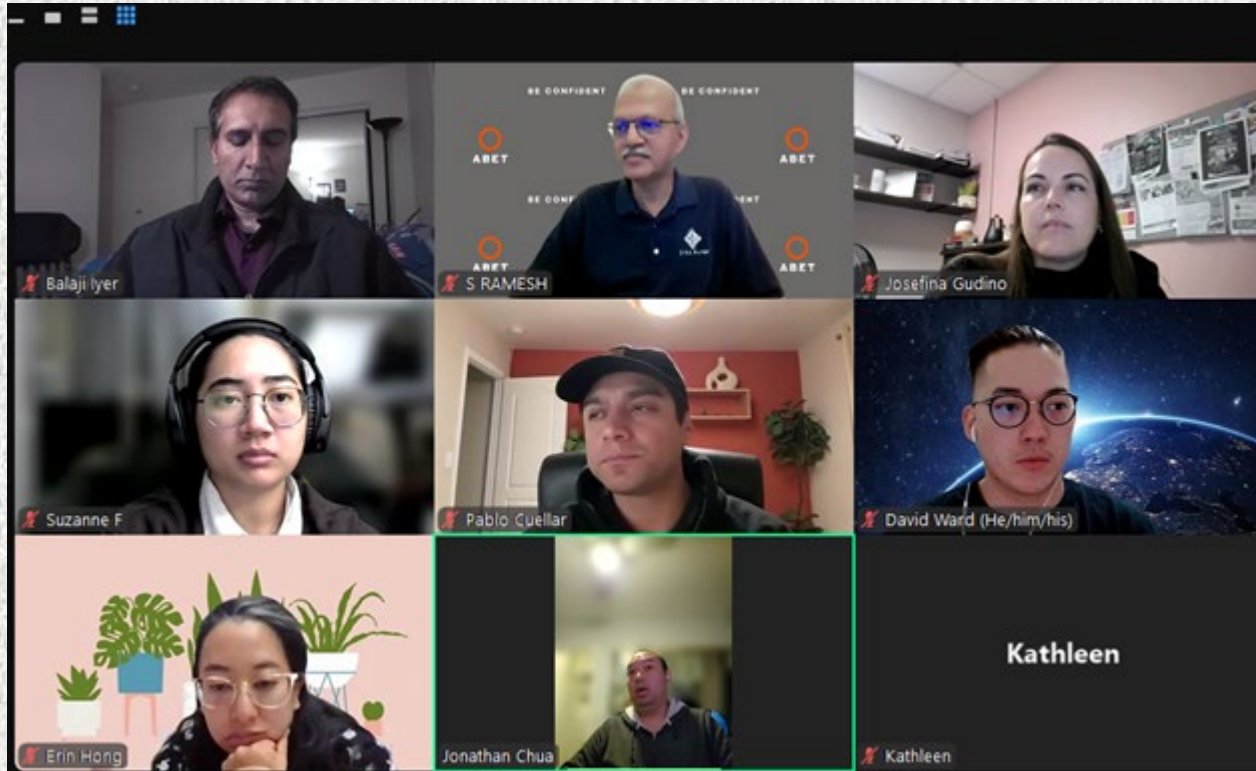 BE CONFIDENT BE CONFIDENT
ABET ABET
BE CONF ENT
ABET ABET
Balaji Iyer
S RAMESH
Josefina Gudino
Suzanne F
Pablo Cuellar
David Ward (He/him/his)
Kathleen
Erin Hong
Jonathan Chua
Kathleen